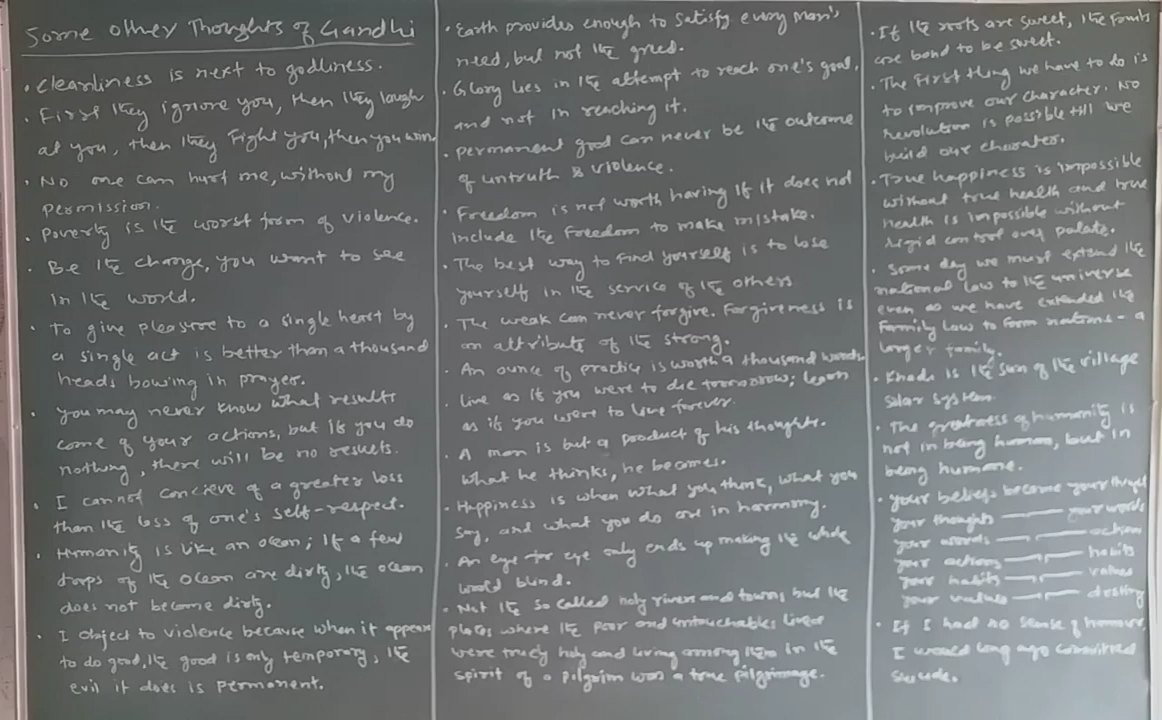 Some other Thoughts of Gandhi
• Cleanliness is next to godliness.
• First they ignore you, then they laugh
at you, then they Fight you, then you win
• No one can hurt me, without my
permission.
• Poverty is the worst form of violence.
• Be the change, you want to see
in the world.
• To give pleasure to a single heart by
a single act is better than a thousand
heads bowing in prayer.
• you may never know what results
come of your actions, but if you do
nothing, there will be no results.
• I cannot concieve of a greater loss
than the loss of one's self-respect.
• Humanity is like an ocean; If a few
drops of the ocean are dirty, the ocean
does not become dirty.
• I object to violence because when it appears
to do good, the good is only temporary, the
evil it does is permanent.
• Earth provides enough to satisfy every man's
need, but not the greed.
• Glory lies in the attempt to reach one's goal,
and not in reaching it.
• permanent good can never be the outcome
of untruth & violence.
• Freedom is not worth having if it does not
include the Freedom to make mistake.
• The best way to find yourself is to lose
yourself in the service of the others.
• The weak can never forgive. Forgiveness is
an attribute of the strong.
• An ounce of practice is worth a thousand words.
• Live as if you were to die tomorrow; learn
as if you were to live forever.
• A man is but a product of his thoughts.
What he thinks, he becomes.
• Happiness is when what you think, what you
say, and what you do are in harmony.
• An eye for eye only ends up making the whole
world blind.
• Not the so called holy rivers and towns but the
places where the poor and untouchables lived
were truly holy and living among them in the
spirit of a pilgrim was a true pilgrimage.
• If the roots are sweet, the fruits
are bond to be sweet.
• The first thing we have to do is
to improve our character. No
revolution is possible till we
build our character.
• True happiness is impossible
without true health and true
health is impossible without
rigid control over palate.
• Some day we must extend the
national law to the universe
even as we have extended the
Family law to form nations - a
larger family.
• Khadi is the sun of the village
solar system
• The greatness of humanity is
not in being human, but in
being humane.
• your beliefs become your thoughts
your thoughts —— your words
your words —— —— actions
your actions —— —— habits
your habits —— —— values
your values —— —— destiny
• If I had no sense of humour,
I would long ago committed
suicide.